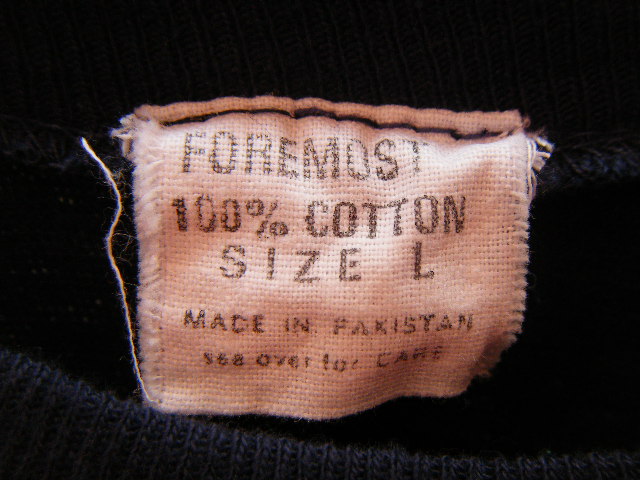 FOREMOST
100% COTTON
SIZE L
MADE IN PAKISTAN
see over for CARE